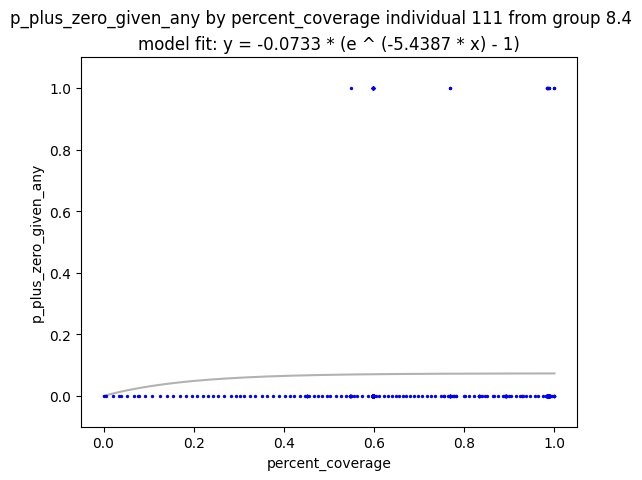 p_plus_zero_given_any by percent_coverage individual 111 from group 8.4
model fit: y = -0.0733 * (e ^ (-5.4387 * x) - 1)
1.0
0.8
0.6
0.4
0.2
0.0
p_plus_zero_given_any
0.0 0.2 0.4 0.6 0.8 1.0
percent_coverage